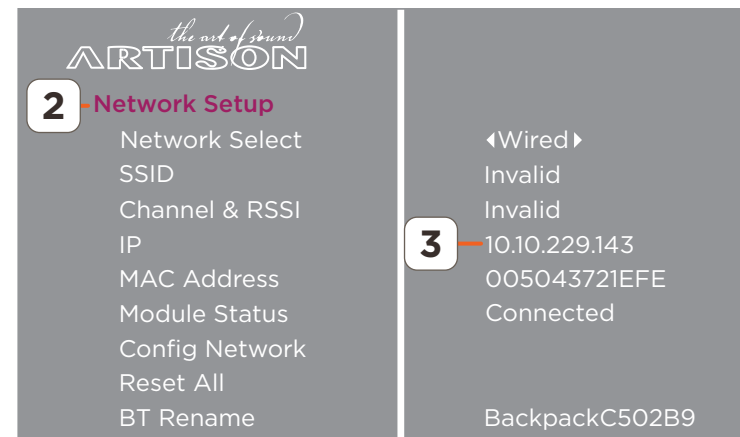 the art of sound
ARTISON
2 Network Setup
Network Select ◂Wired▸
SSID Invalid
Channel & RSSI Invalid
IP 3 10.10.229.143
MAC Address 005043721EFE
Module Status Connected
Config Network
Reset All
BT Rename BackpackC502B9